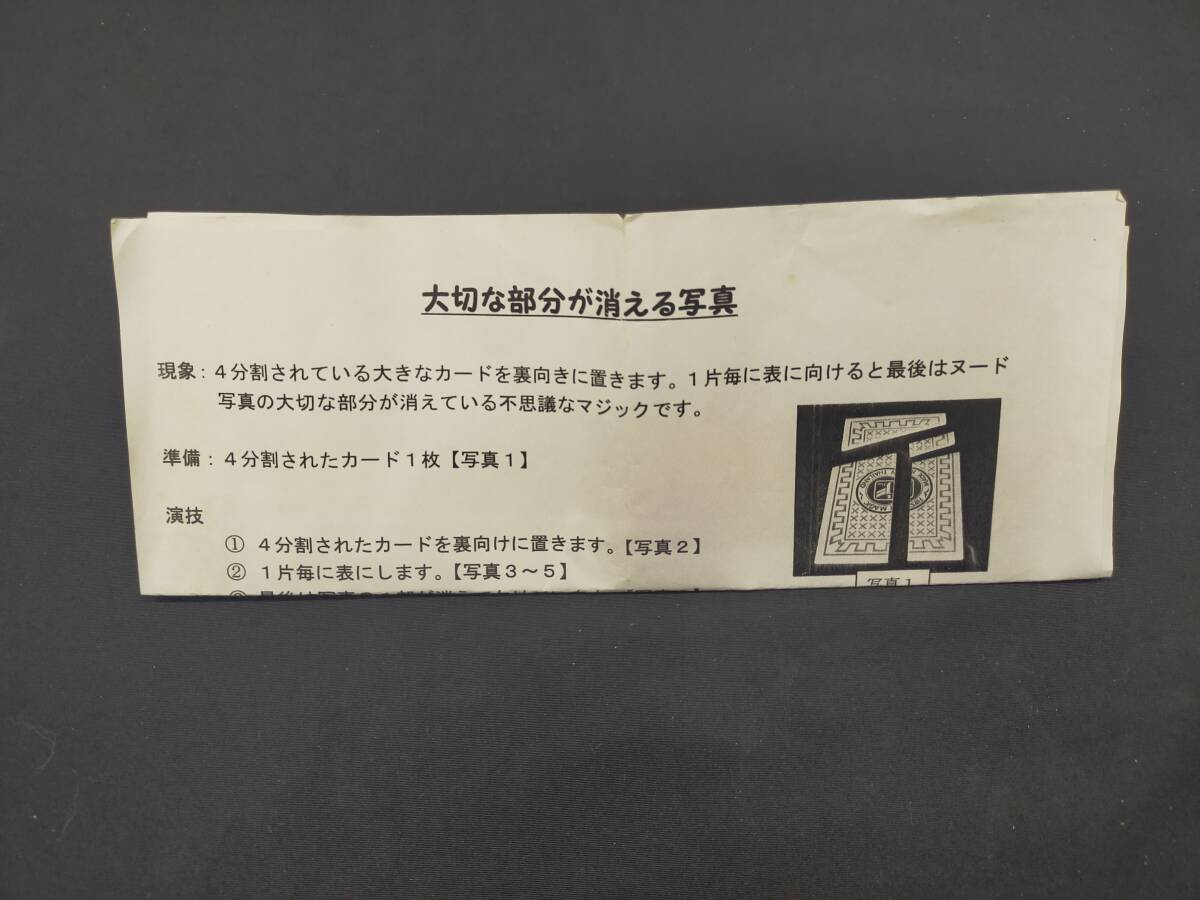 大切な部分が消える写真
現象：４分割されている大きなカードを裏向きに置きます。１片毎に表に向けると最後はヌード
写真の大切な部分が消えている不思議なマジックです。
準備：４分割されたカード１枚【写真１】
演技
① ４分割されたカードを裏向けに置きます。【写真２】
② １片毎に表にします。【写真３～５】
写真１